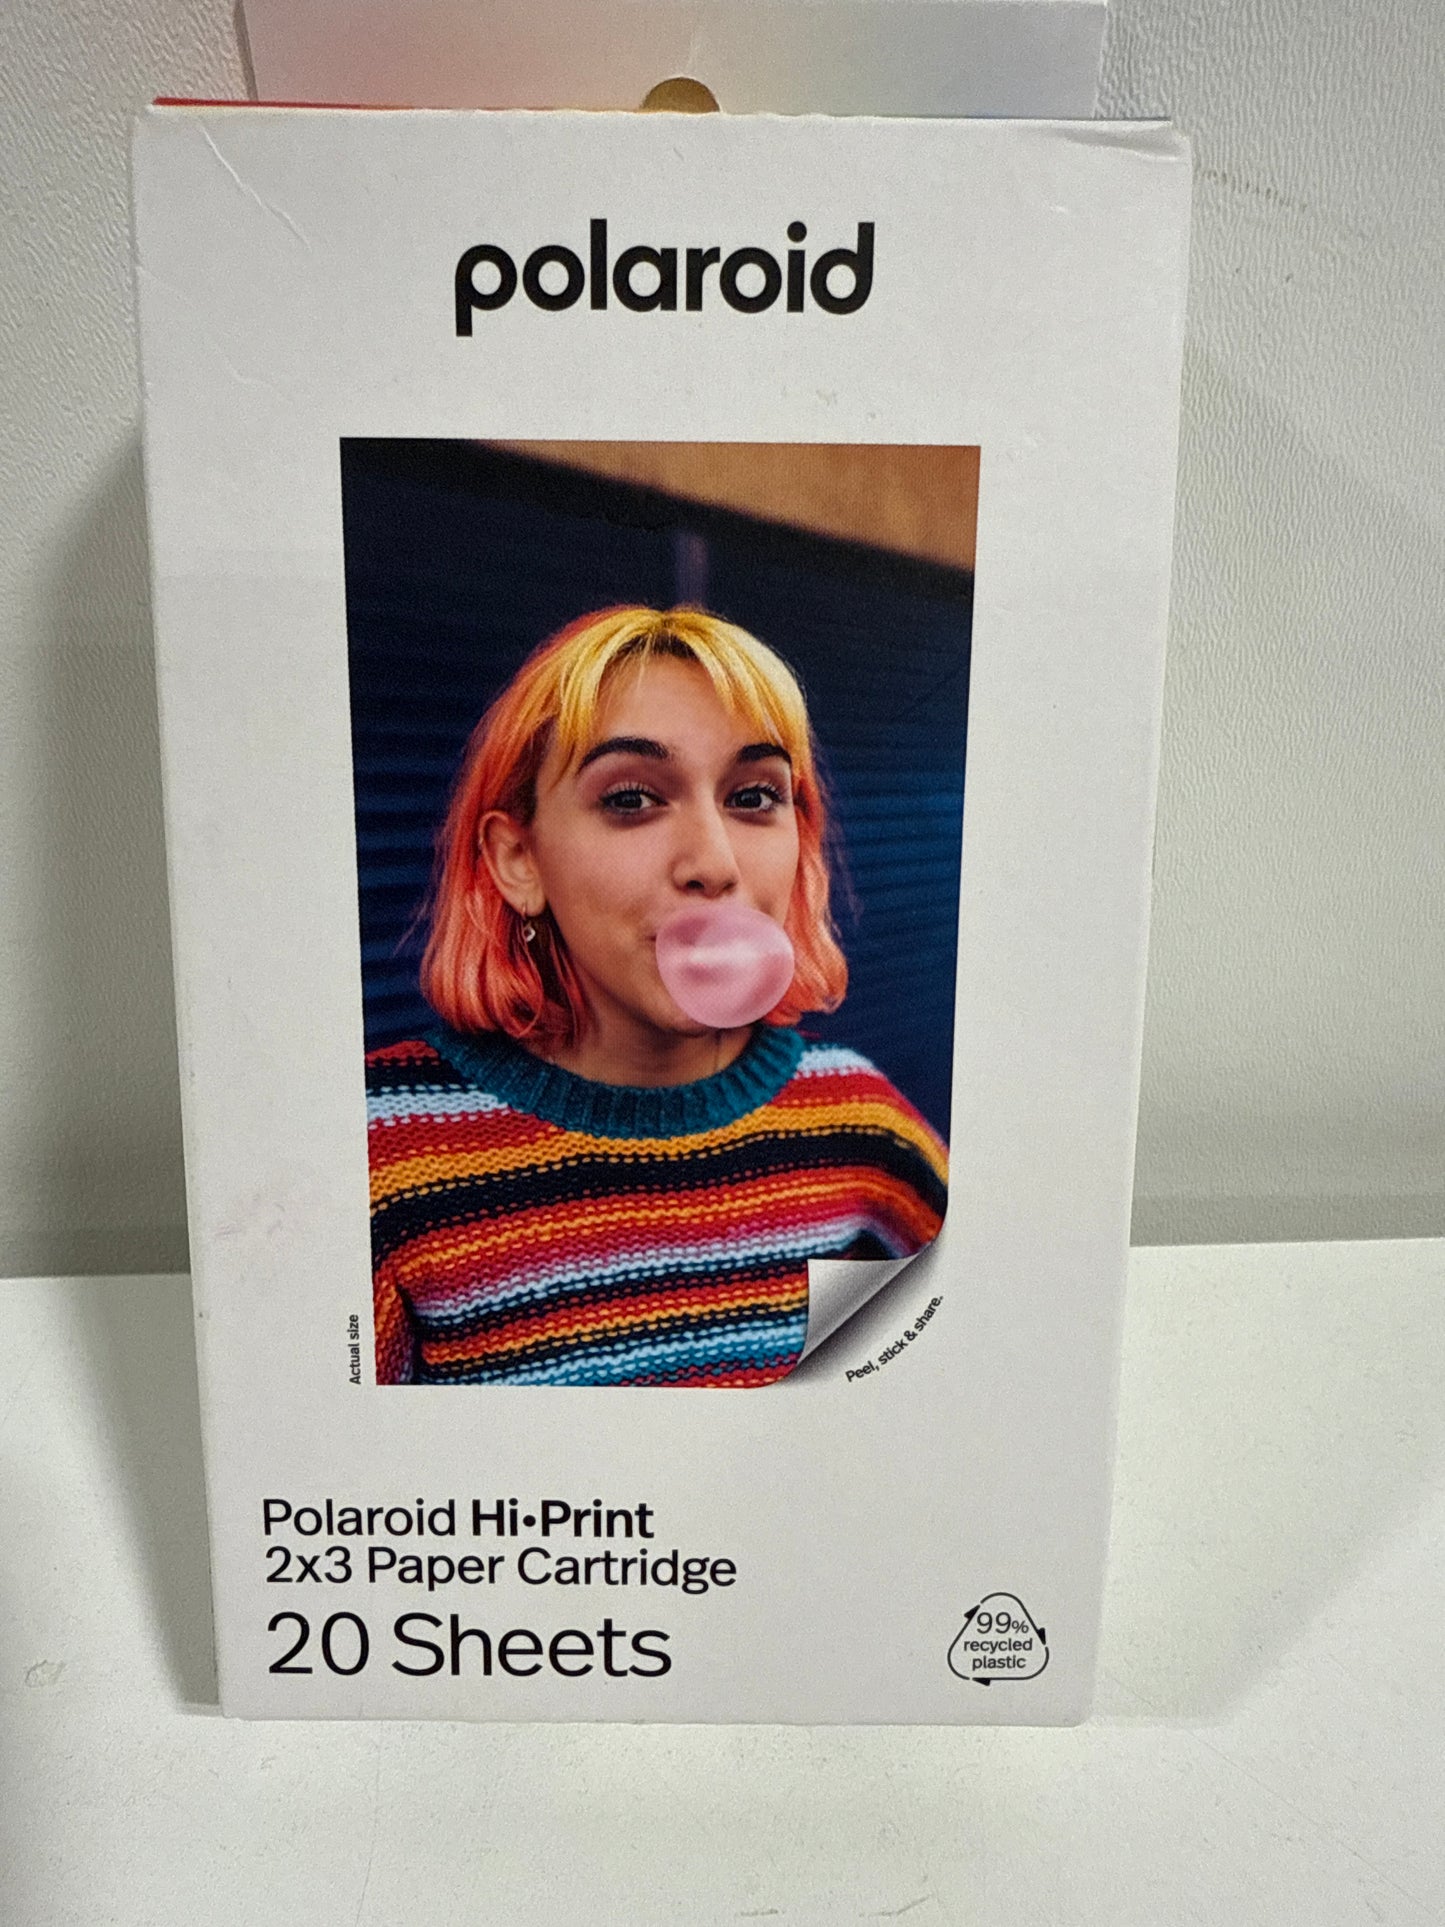 polaroid
Actual size
Peel, stick & share.
Polaroid Hi•Print
2x3 Paper Cartridge
20 Sheets
99%
recycled
plastic